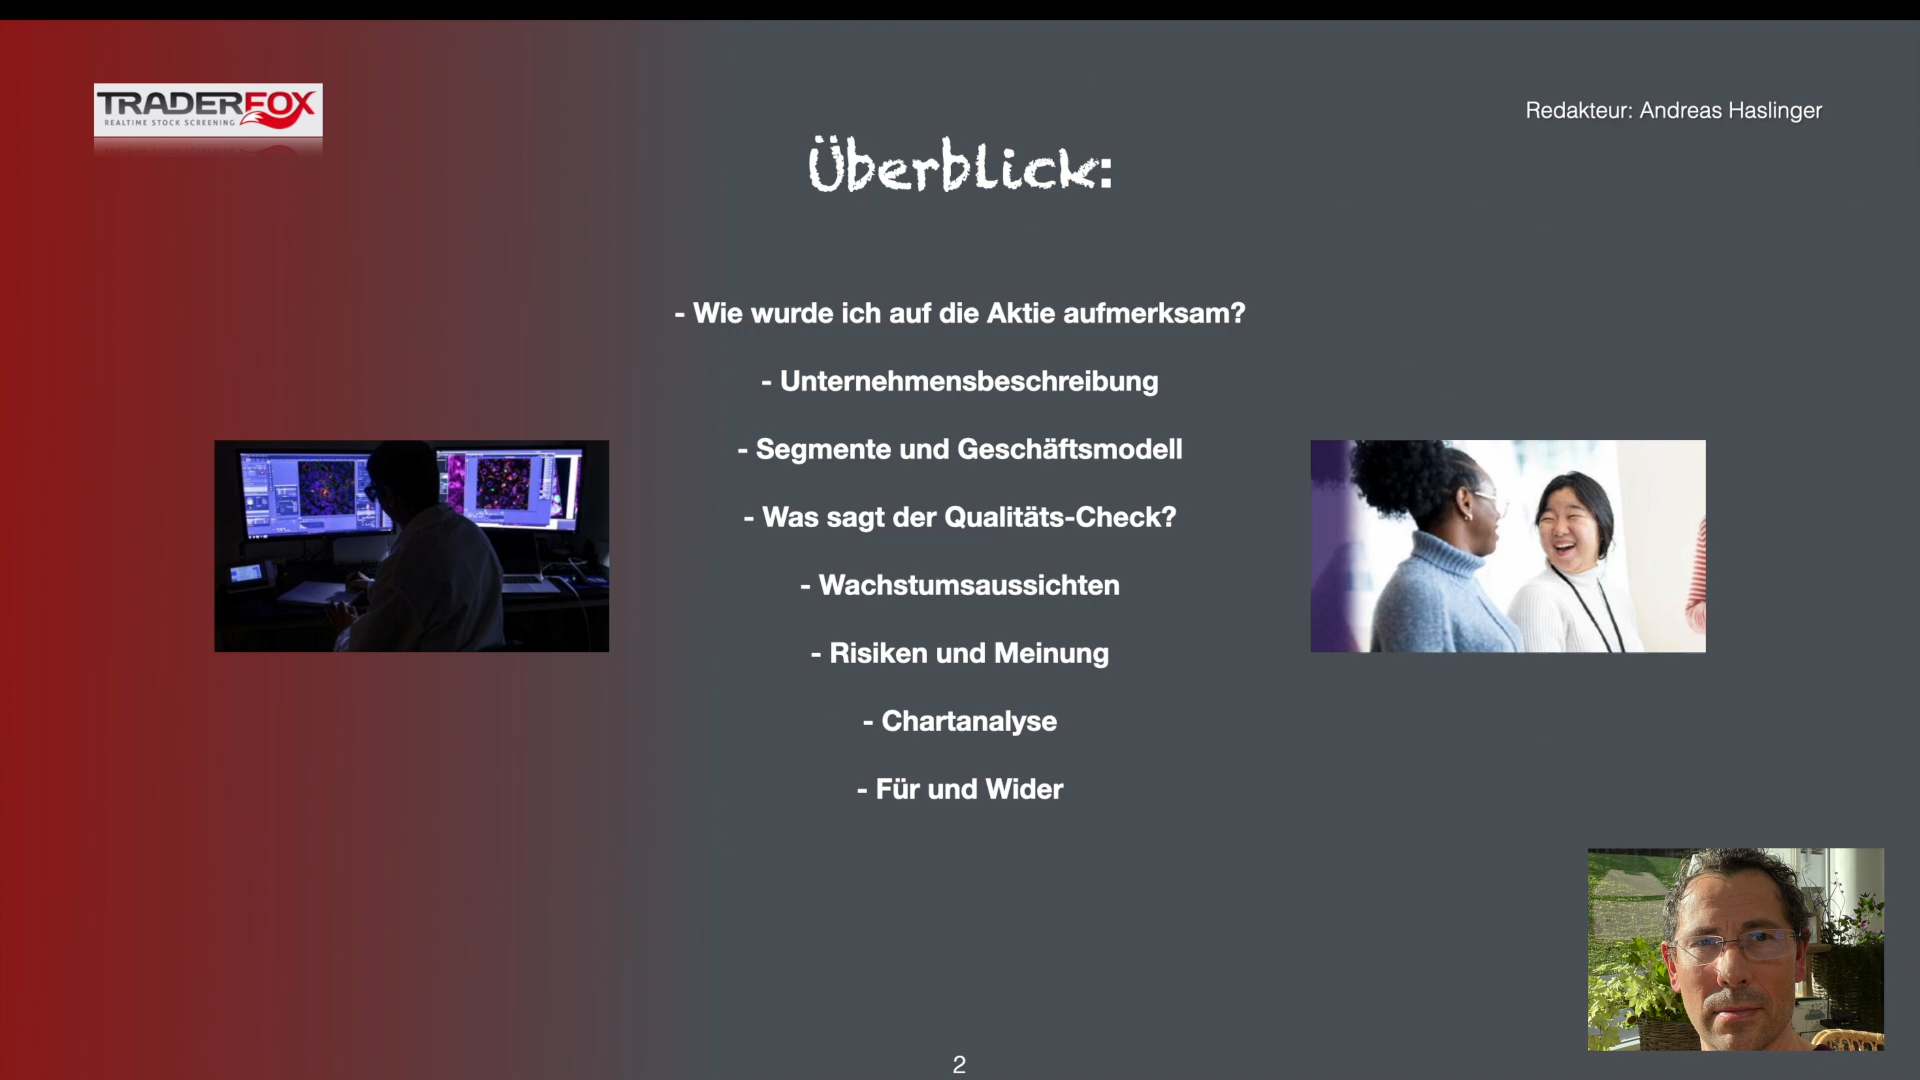 TRADERFOX
REALTIME STOCK SCREENING
Redakteur: Andreas Haslinger
Überblick:
- Wie wurde ich auf die Aktie aufmerksam?
- Unternehmensbeschreibung
- Segmente und Geschäftsmodell
- Was sagt der Qualitäts-Check?
- Wachstumsaussichten
- Risiken und Meinung
- Chartanalyse
- Für und Wider
2